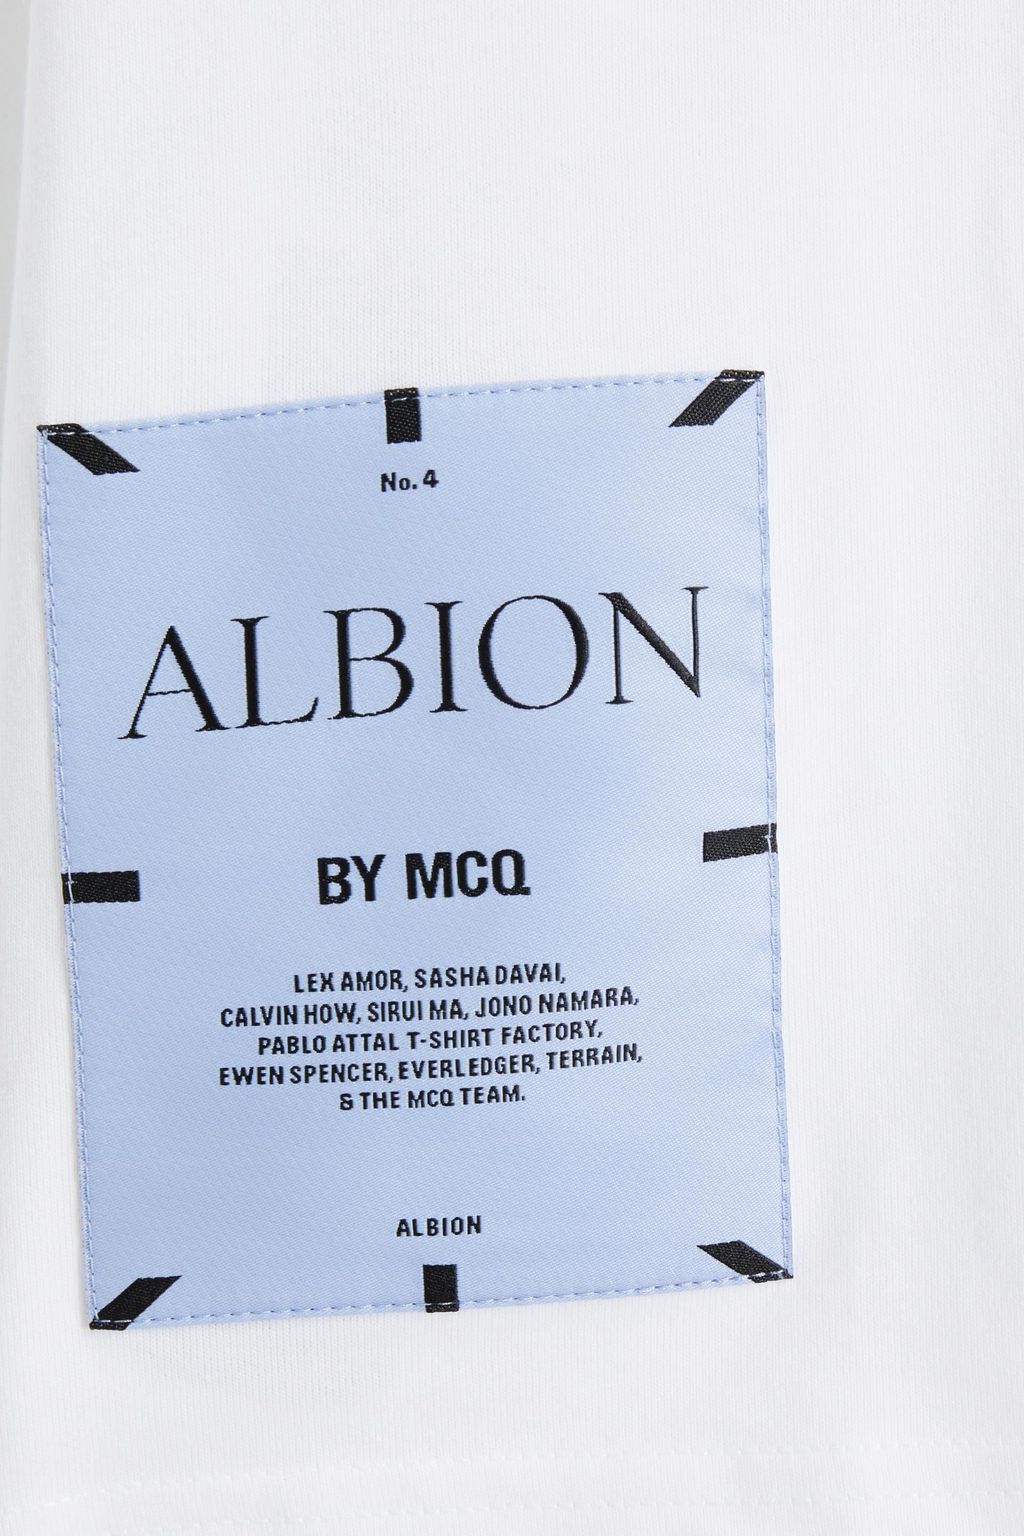 No. 4
ALBION
BY MCQ
LEX AMOR, SASHA DAVAI,
CALVIN HOW, SIRUI MA, JONO NAMARA,
PABLO ATTAL T-SHIRT FACTORY,
EWEN SPENCER, EVERLEDGER, TERRAIN,
& THE MCQ TEAM.
ALBION